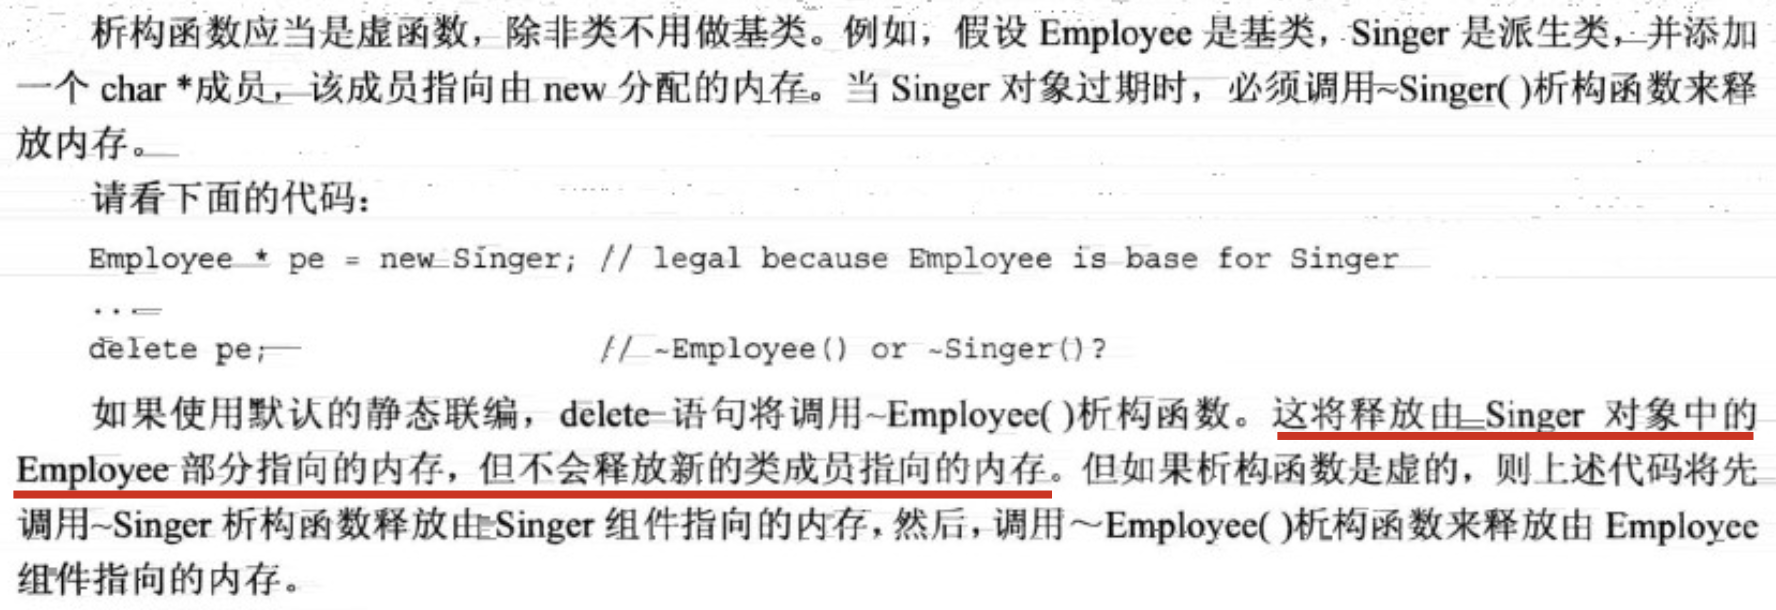 析构函数应当是虚函数，除非类不用做基类。例如，假设 Employee 是基类，Singer 是派生类，并添加
一个 char *成员，该成员指向由 new 分配的内存。当 Singer 对象过期时，必须调用~Singer( )析构函数来释
放内存。
请看下面的代码：
Employee * pe = new Singer; // legal because Employee is base for Singer
...
delete pe; // ~Employee() or ~Singer()?
如果使用默认的静态联编，delete 语句将调用~Employee( )析构函数。这将释放由 Singer 对象中的
Employee 部分指向的内存，但不会释放新的类成员指向的内存。但如果析构函数是虚的，则上述代码将先
调用~Singer 析构函数释放由 Singer 组件指向的内存，然后，调用～Employee( )析构函数来释放由 Employee
组件指向的内存。